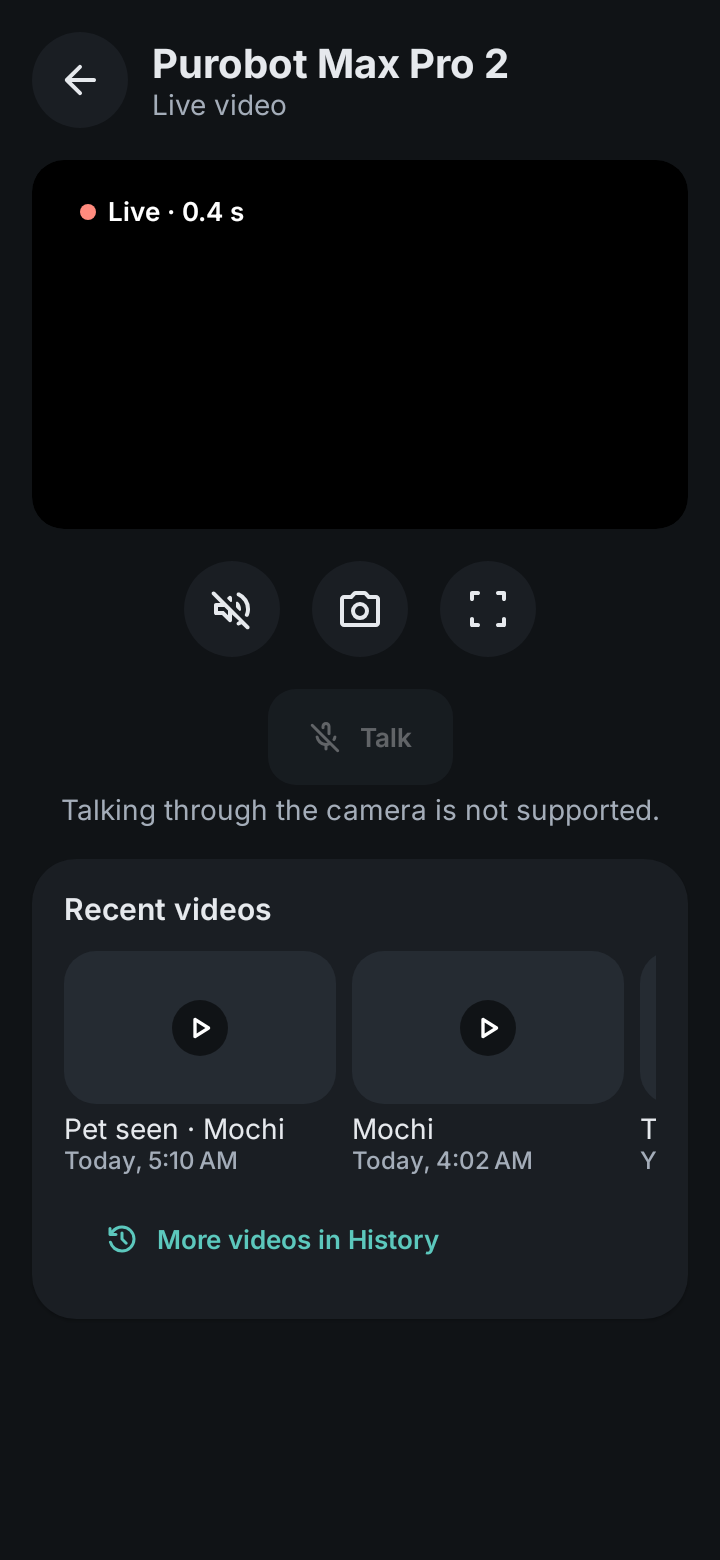 Purobot Max Pro 2
Live video
Live · 0.4 s
Talk
Talking through the camera is not supported.
Recent videos
Pet seen · Mochi
Today, 5:10 AM
Mochi
Today, 4:02 AM
T
Y
More videos in History